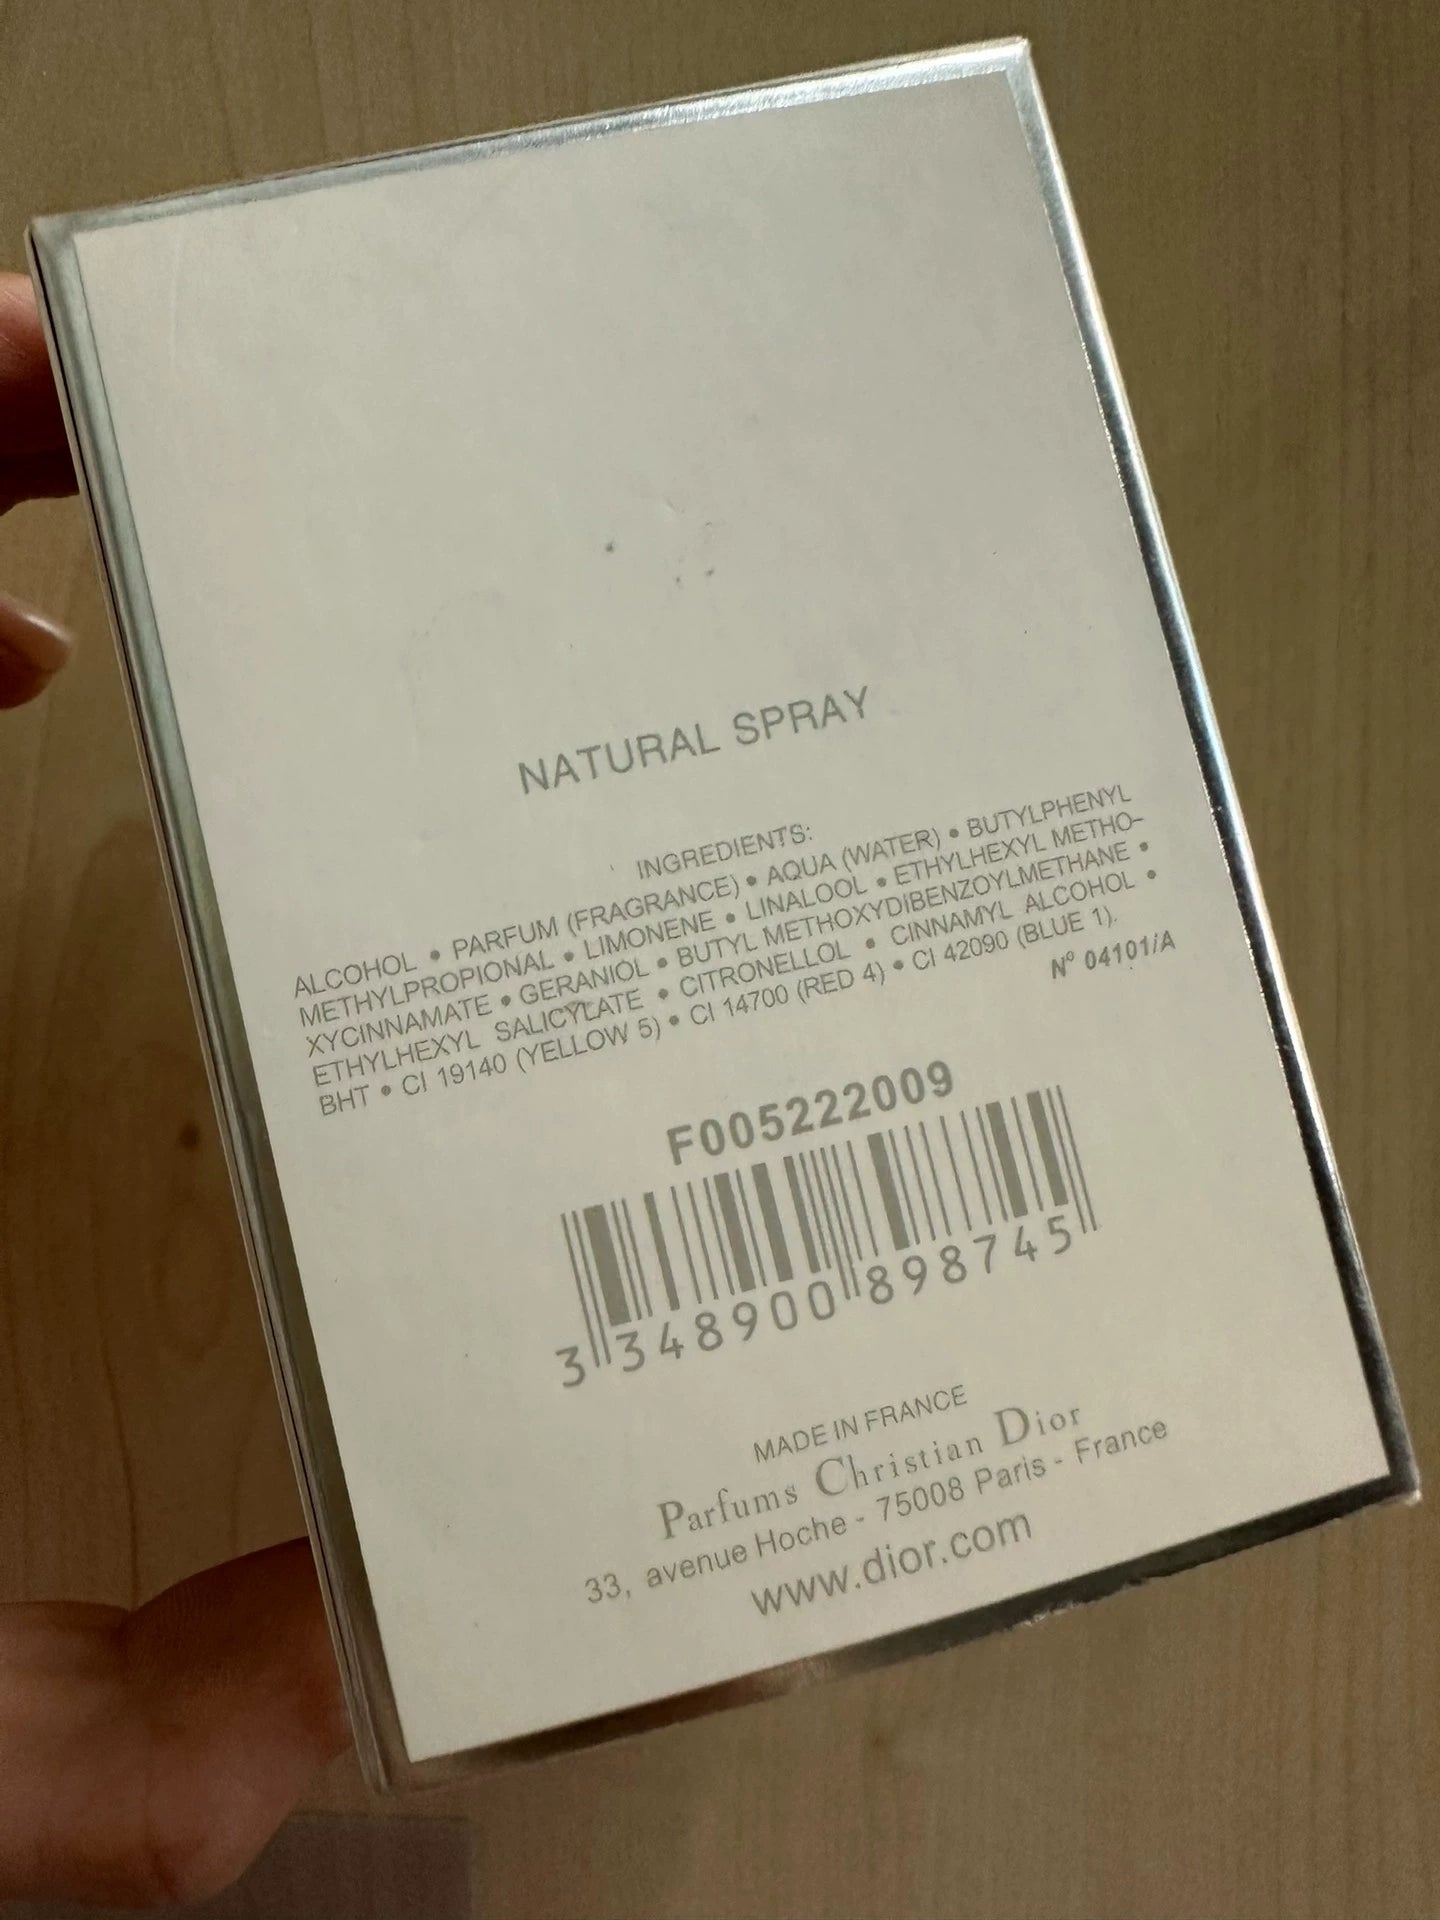 NATURAL SPRAY
INGREDIENTS:
ALCOHOL • PARFUM (FRAGRANCE) • AQUA (WATER) • BUTYLPHENYL
METHYLPROPIONAL • LIMONENE • LINALOOL • ETHYLHEXYL METHO-
XYCINNAMATE • GERANIOL • BUTYL METHOXYDIBENZOYLMETHANE •
ETHYLHEXYL SALICYLATE • CITRONELLOL • CINNAMYL ALCOHOL •
BHT • CI 19140 (YELLOW 5) • CI 14700 (RED 4) • CI 42090 (BLUE 1).
Nº 04101/A
F005222009
3 348900 898745
MADE IN FRANCE
Parfums Christian Dior
33, avenue Hoche - 75008 Paris - France
www.dior.com